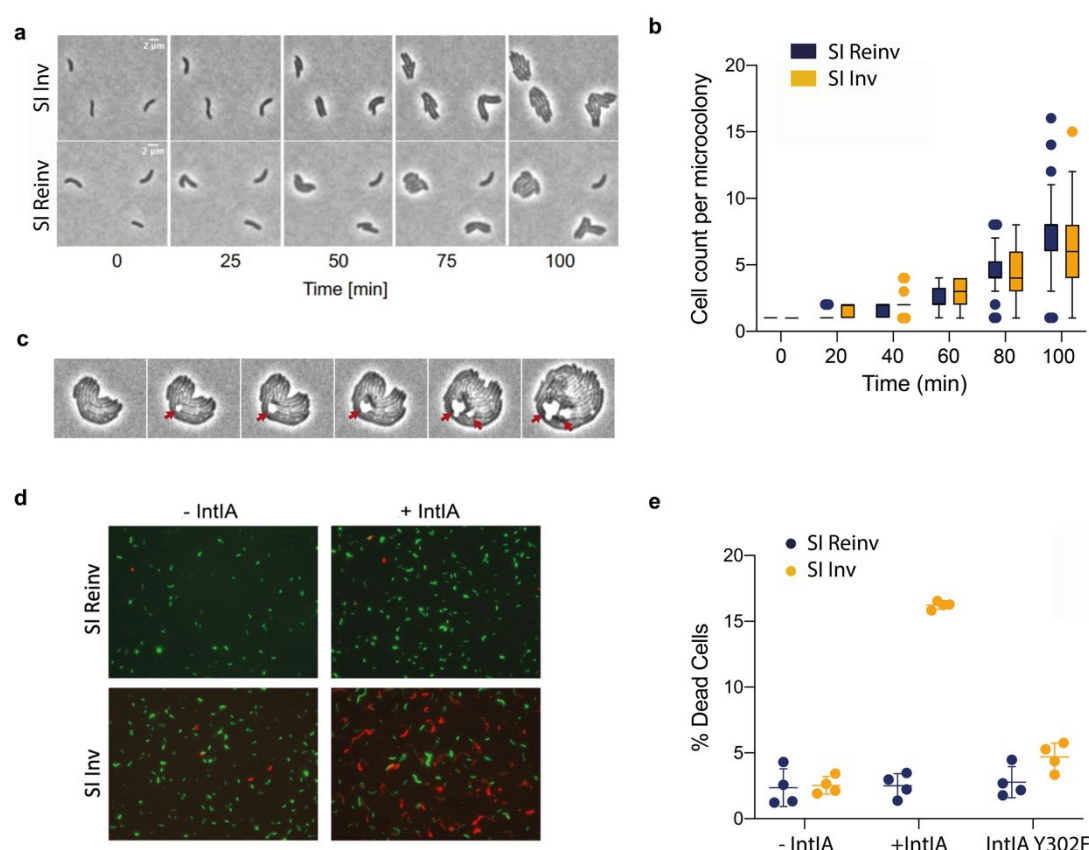 a
SI Inv
2 μm
SI Reinv
2 μm
0 25 50 75 100
Time [min]
b
SI Reinv
SI Inv
Cell count per microcolony
20
15
10
5
0
0 20 40 60 80 100
Time (min)
c
d
- IntIA + IntIA
SI Reinv
SI Inv
e
SI Reinv
SI Inv
% Dead Cells
20
15
10
5
0
- IntIA +IntIA IntIA Y302F